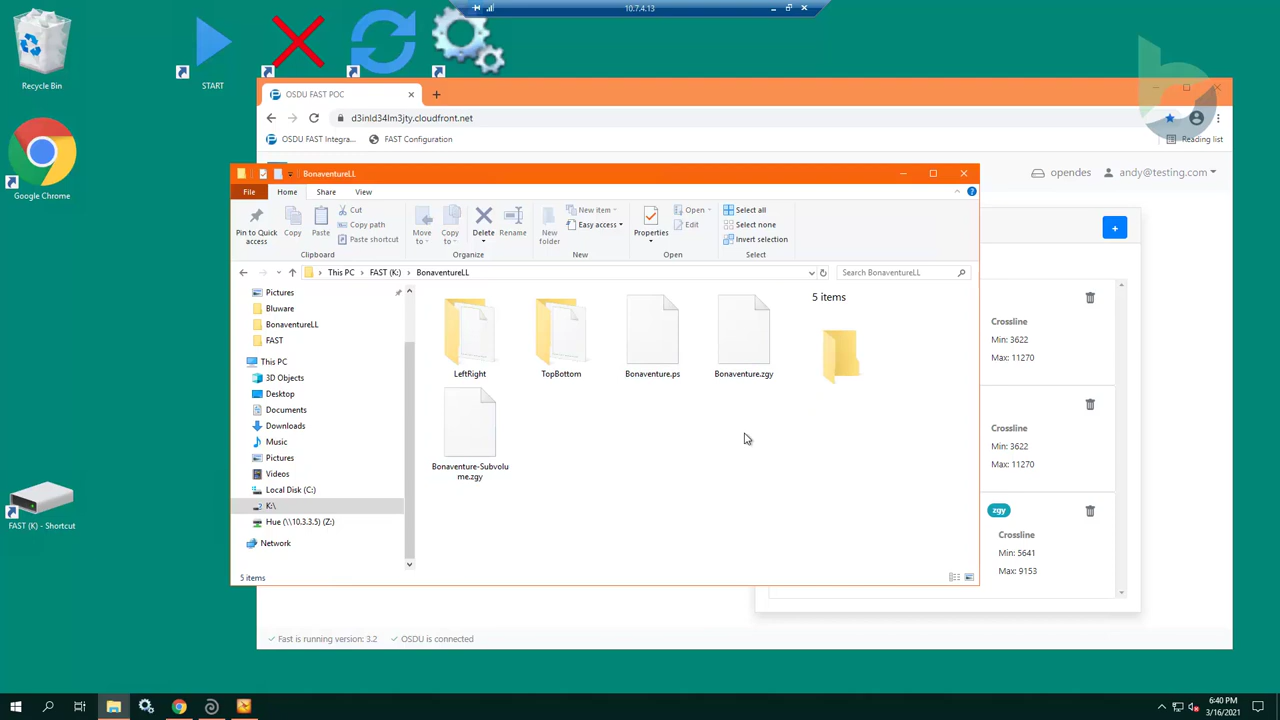 10.7.4.13
Recycle Bin
START
OSDU FAST POC
d3inld34lm3jty.cloudfront.net
OSDU FAST Integra...
FAST Configuration
Reading list
opendes
andy@testing.com
+
BonaventureLL
File
Home
Share
View
Pin to Quick access
Copy
Paste
Cut
Copy path
Paste shortcut
Clipboard
Move to
Copy to
Delete
Rename
Organize
New folder
New item
Easy access
New
Properties
Open
Edit
Open
Select all
Select none
Invert selection
Select
This PC > FAST (K:) > BonaventureLL
Search BonaventureLL
Pictures
Bluware
BonaventureLL
FAST
This PC
3D Objects
Desktop
Documents
Downloads
Music
Pictures
Videos
Local Disk (C:)
K:\
Hue (\\10.3.3.5) (Z:)
Network
LeftRight
TopBottom
Bonaventure.ps
Bonaventure.zgy
Bonaventure-Subvolu
me.zgy
5 items
5 items
Crossline
Min: 3622
Max: 11270
Crossline
Min: 3622
Max: 11270
zgy
Crossline
Min: 5641
Max: 9153
Fast is running version: 3.2
OSDU is connected
Google Chrome
FAST (K) - Shortcut
6:40 PM
3/16/2021